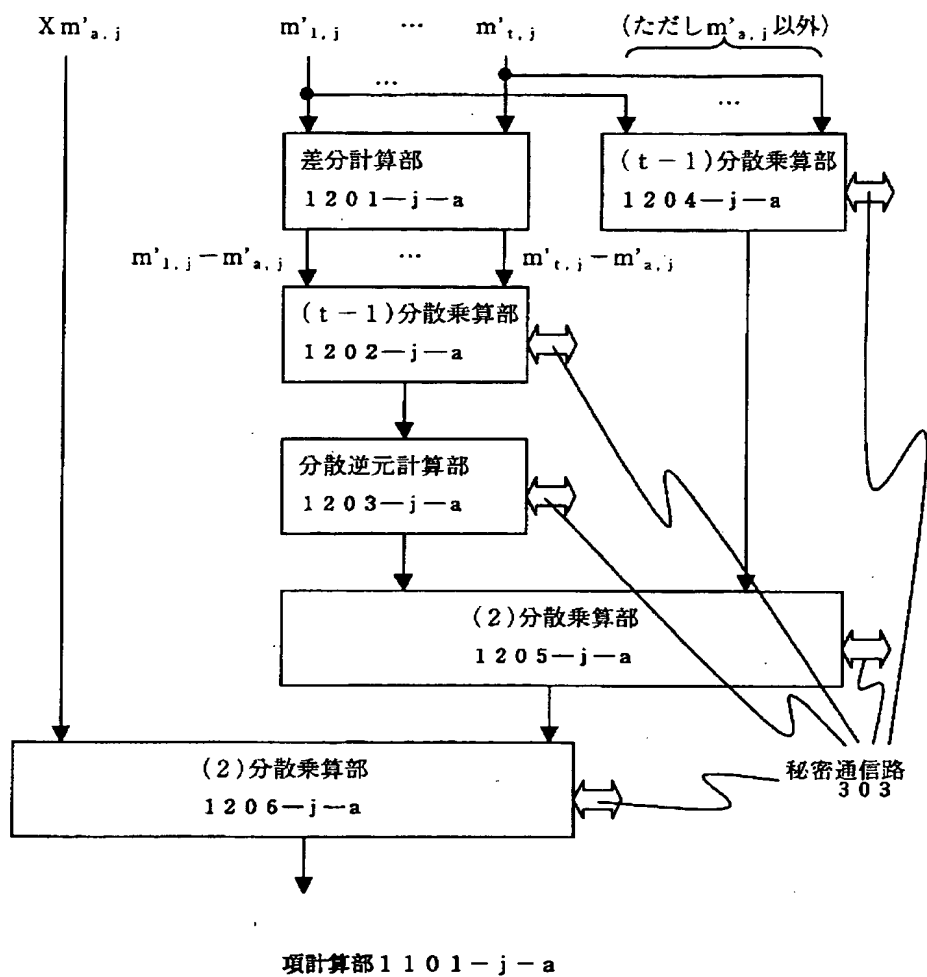 Xm'a,j m'1,j … m't,j (ただしm'a,j以外)
… …
差分計算部
1201—j—a
(t−1)分散乗算部
1204—j—a
m'1,j−m'a,j … m't,j−m'a,j
(t−1)分散乗算部
1202—j—a
分散逆元計算部
1203—j—a
(2)分散乗算部
1205—j—a
(2)分散乗算部
1206—j—a
秘密通信路
303
項計算部1101−j−a